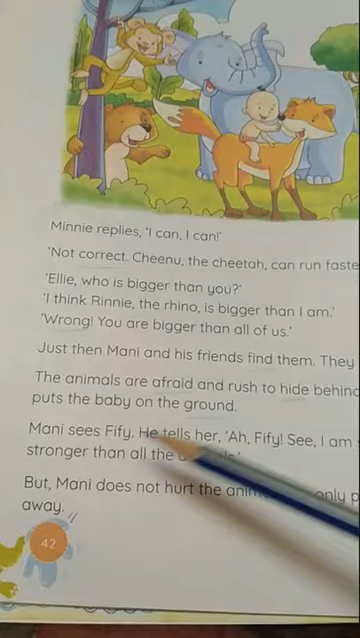 Minnie replies, 'I can, I can!'
'Not correct. Cheenu, the cheetah, can run faste
'Ellie, who is bigger than you?'
'I think Rinnie, the rhino, is bigger than I am.'
'Wrong! You are bigger than all of us.'
Just then Mani and his friends find them. They
The animals are afraid and rush to hide behind
puts the baby on the ground.
Mani sees Fify. He tells her, 'Ah, Fify! See, I am
stronger than all the
But, Mani does not hurt the only
away.
42